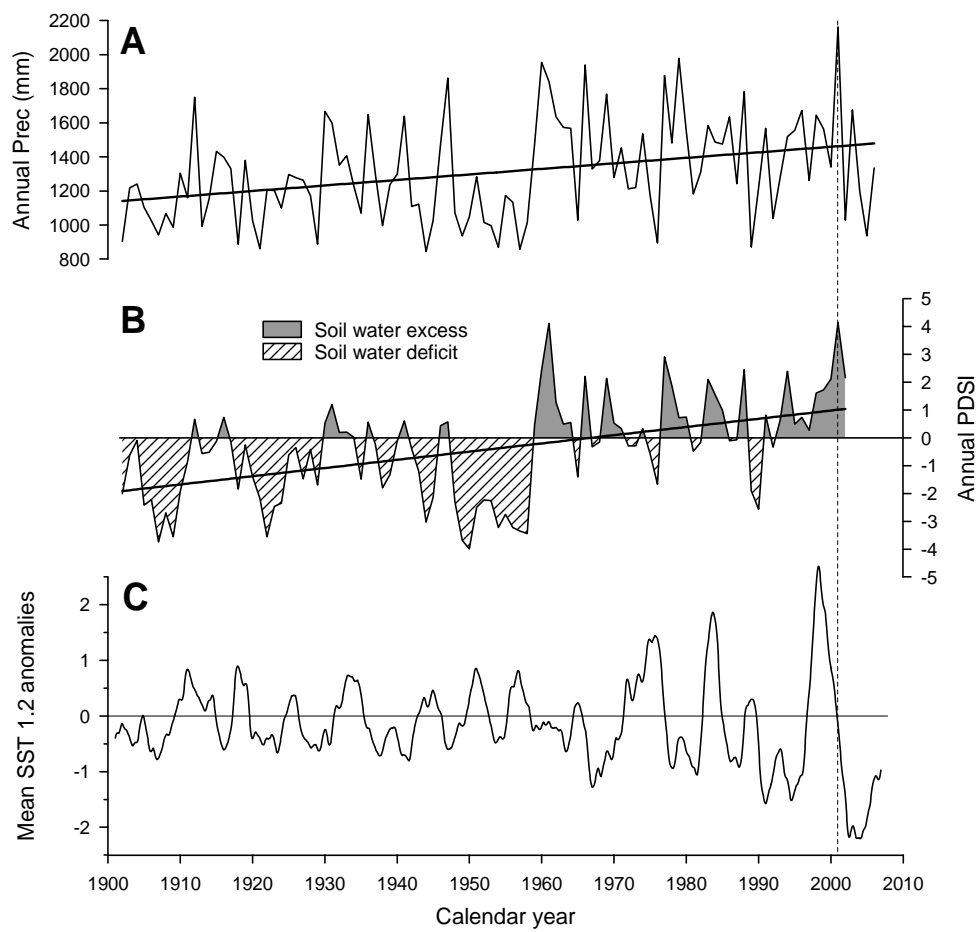 A
2200
2000
1800
1600
1400
1200
1000
800
Annual Prec (mm)
B
Soil water excess
Soil water deficit
5
4
3
2
1
0
-1
-2
-3
-4
-5
Annual PDSI
C
2
1
0
-1
-2
Mean SST 1.2 anomalies
1900 1910 1920 1930 1940 1950 1960 1970 1980 1990 2000 2010
Calendar year